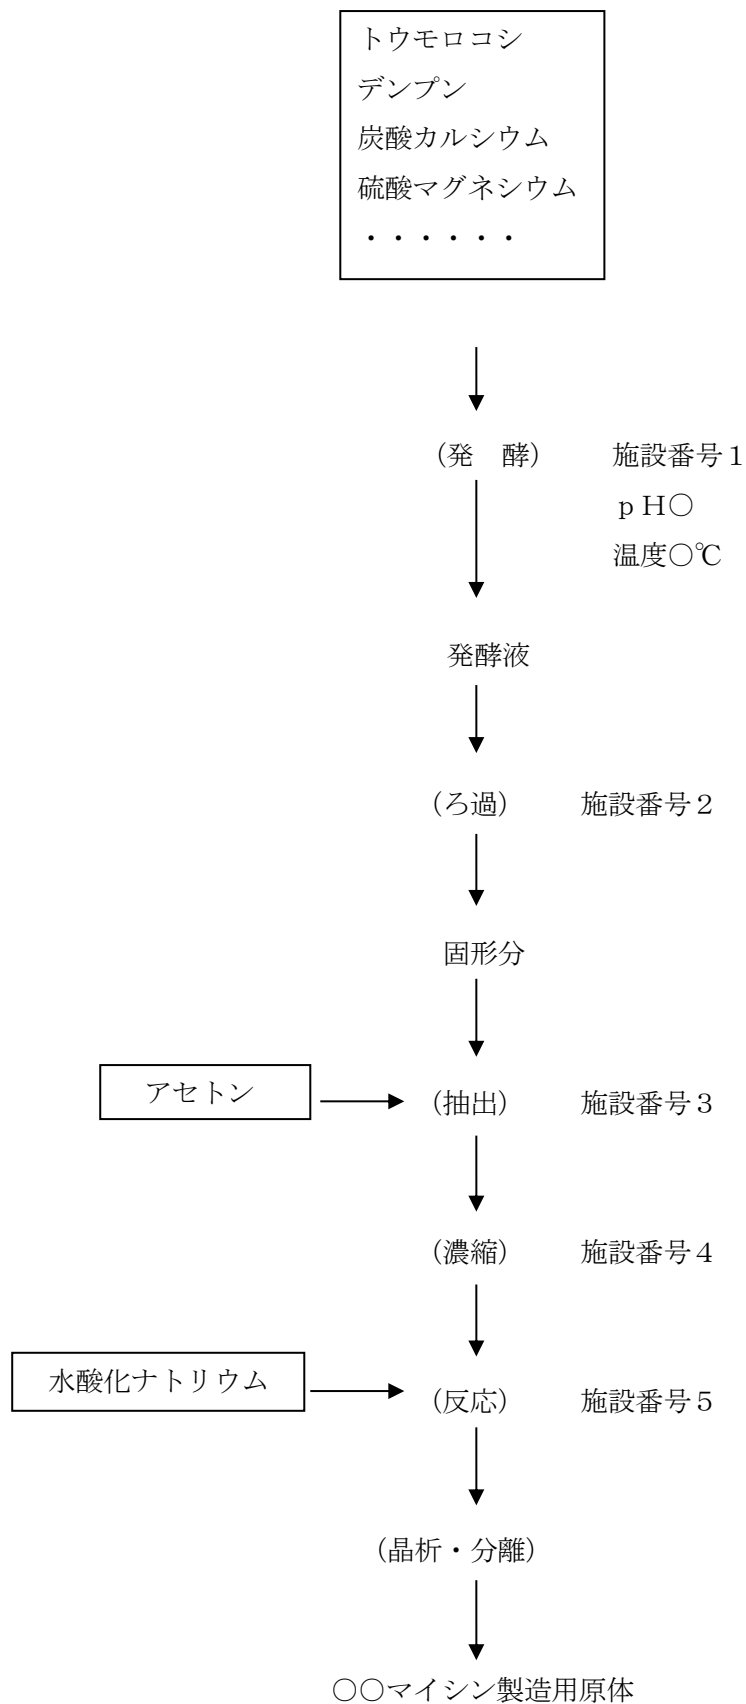 トウモロコシ
デンプン
炭酸カルシウム
硫酸マグネシウム
・・・・・・
(発　酵)　　施設番号１
ｐＨ○
温度○℃
発酵液
(ろ過)　　施設番号２
固形分
アセトン
(抽出)　　施設番号３
(濃縮)　　施設番号４
水酸化ナトリウム
(反応)　　施設番号５
(晶析・分離)
○○マイシン製造用原体